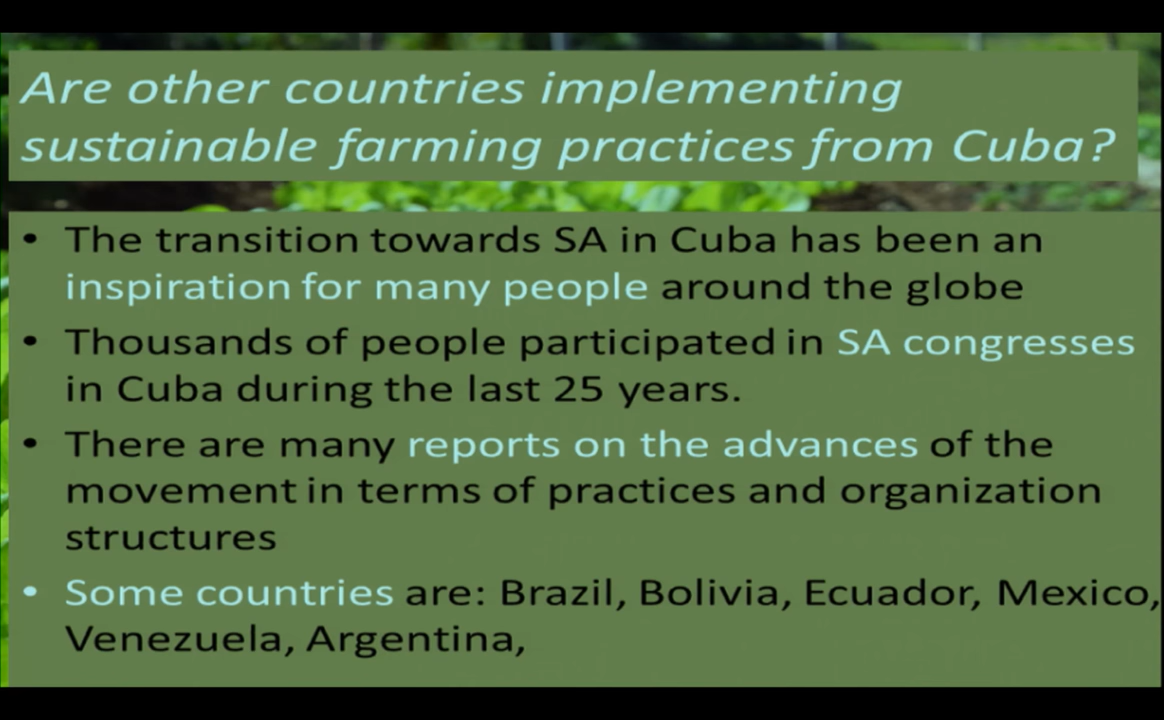 Are other countries implementing
sustainable farming practices from Cuba?
• The transition towards SA in Cuba has been an
inspiration for many people around the globe
• Thousands of people participated in SA congresses
in Cuba during the last 25 years.
• There are many reports on the advances of the
movement in terms of practices and organization
structures
• Some countries are: Brazil, Bolivia, Ecuador, Mexico,
Venezuela, Argentina,